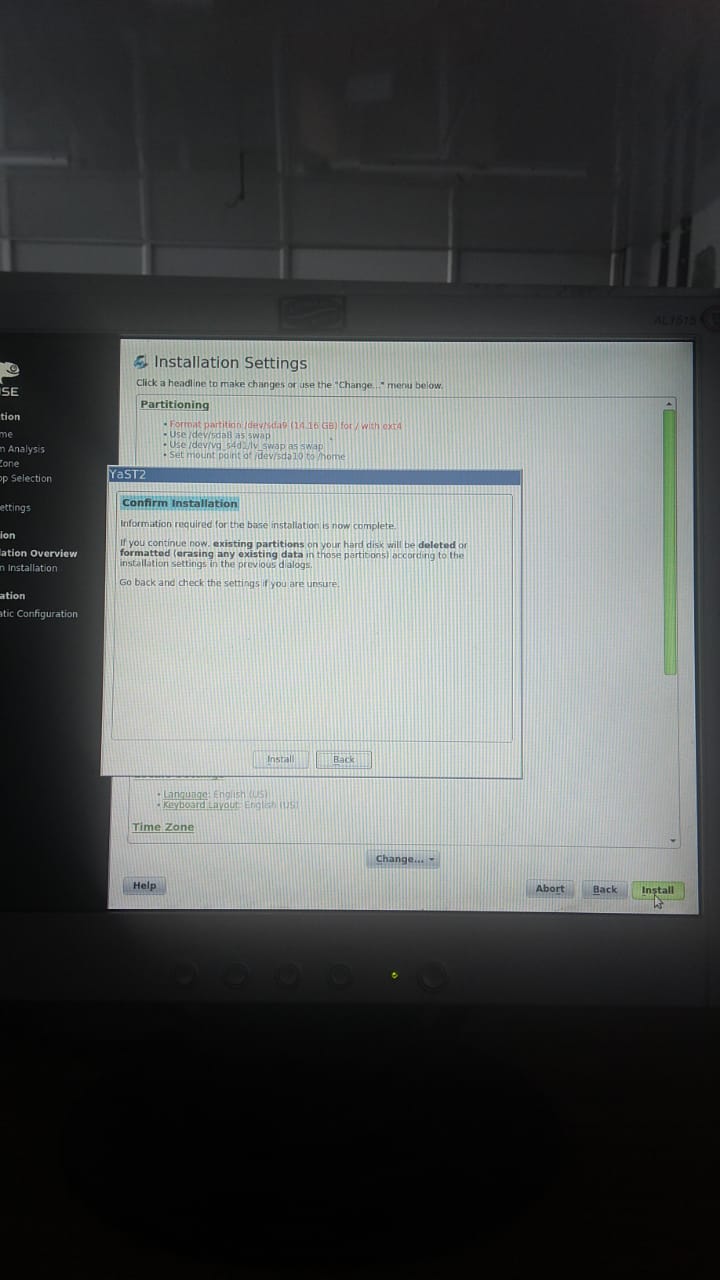 AL1515
USE
Installation Settings
Click a headline to make changes or use the "Change..." menu below.
Partitioning
• Format partition /dev/sda9 (14.16 GB) for / with ext4
• Use /dev/sda8 as swap
• Use /dev/vg_s4d1/lv_swap as swap
• Set mount point of /dev/sda10 to /home
tion
me
n Analysis
Zone
op Selection
ettings
ion
lation Overview
n Installation
ation
atic Configuration
YaST2
Confirm Installation
Information required for the base installation is now complete.
If you continue now, existing partitions on your hard disk will be deleted or
formatted (erasing any existing data in those partitions) according to the
installation settings in the previous dialogs.
Go back and check the settings if you are unsure.
Install Back
• Language: English (US)
• Keyboard Layout: English (US)
Time Zone
Change...
Help Abort Back Install